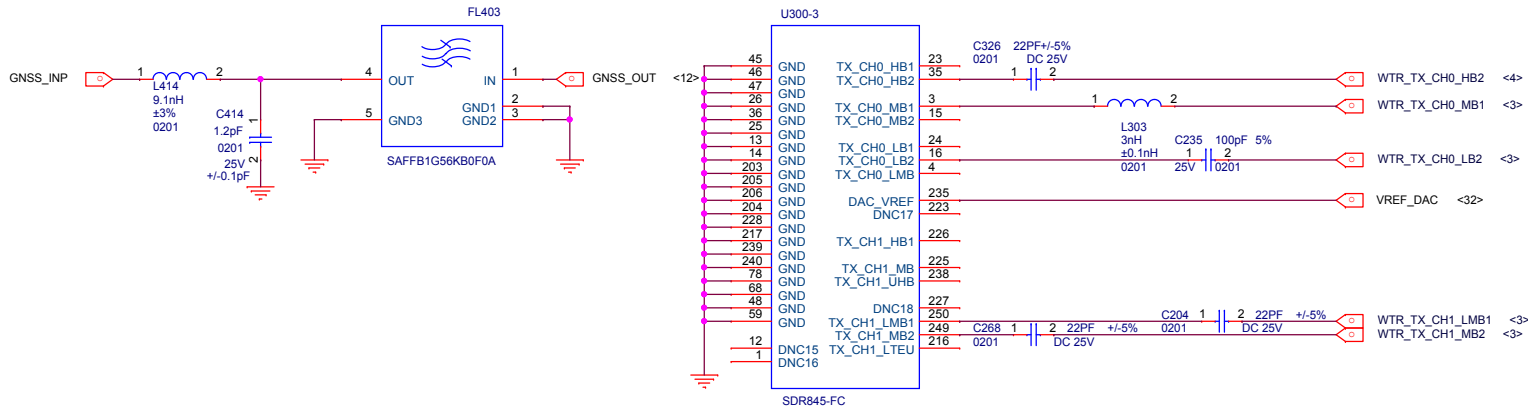 FL403
GNSS_INP
1
2
L414
9.1nH
±3%
0201
C414
1.2pF
0201
25V
+/-0.1pF
1
2
4
OUT
IN
1
GNSS_OUT
<12>
5
GND3
GND1
2
GND2
3
SAFFB1G56KB0F0A
U300-3
45 GND
46 GND
47 GND
26 GND
36 GND
25 GND
13 GND
14 GND
203 GND
205 GND
206 GND
204 GND
228 GND
217 GND
239 GND
240 GND
78 GND
68 GND
48 GND
59 GND
12 DNC15
1 DNC16
TX_CH0_HB1 23
TX_CH0_HB2 35
TX_CH0_MB1 3
TX_CH0_MB2 15
TX_CH0_LB1 24
TX_CH0_LB2 16
TX_CH0_LMB 4
DAC_VREF 235
DNC17 223
TX_CH1_HB1 226
TX_CH1_MB 225
TX_CH1_UHB 238
DNC18 227
TX_CH1_LMB1 250
TX_CH1_MB2 249
TX_CH1_LTEU 216
SDR845-FC
C326 22PF+/-5%
0201 1 2 DC 25V
WTR_TX_CH0_HB2 <4>
1 2
WTR_TX_CH0_MB1 <3>
L303
3nH
±0.1nH
0201
C235 100pF 5%
1 2
25V 0201
WTR_TX_CH0_LB2 <3>
VREF_DAC <32>
C204 1 2 22PF +/-5%
0201 DC 25V
WTR_TX_CH1_LMB1 <3>
C268 1 2 22PF +/-5%
0201 DC 25V
WTR_TX_CH1_MB2 <3>